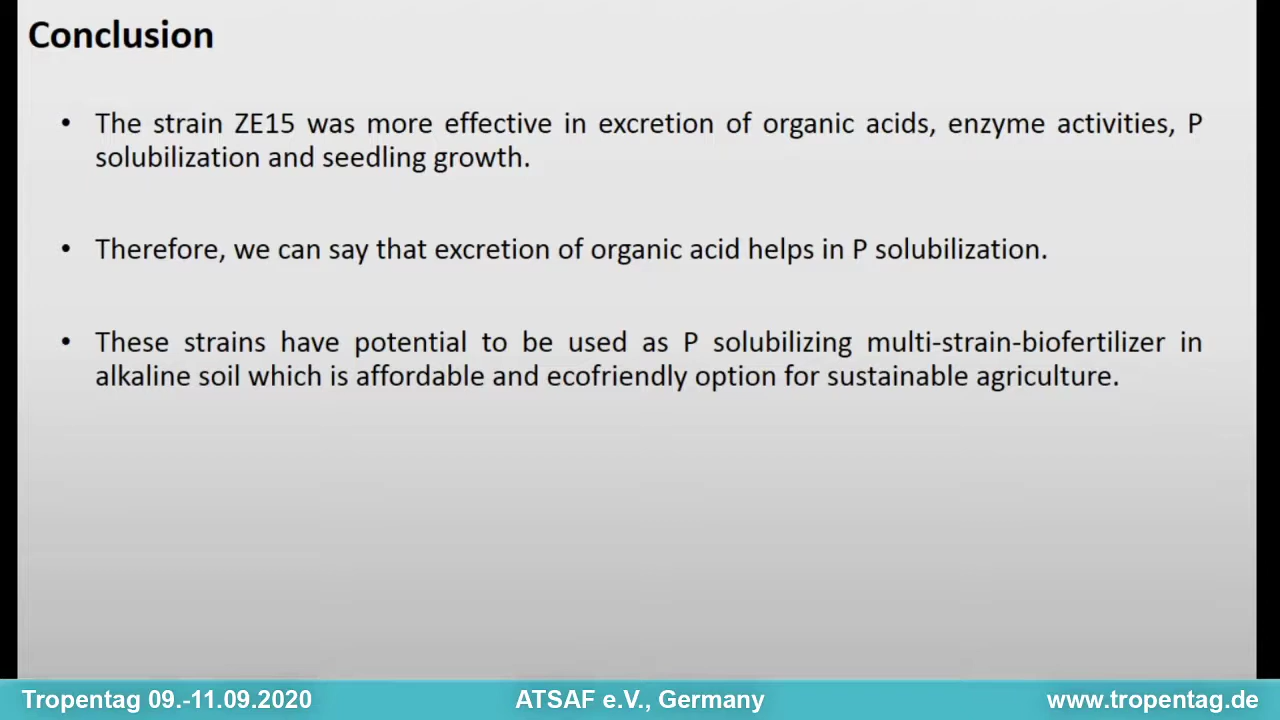 Conclusion
• The strain ZE15 was more effective in excretion of organic acids, enzyme activities, P
solubilization and seedling growth.
• Therefore, we can say that excretion of organic acid helps in P solubilization.
• These strains have potential to be used as P solubilizing multi-strain-biofertilizer in
alkaline soil which is affordable and ecofriendly option for sustainable agriculture.
Tropentag 09.-11.09.2020 ATSAF e.V., Germany www.tropentag.de